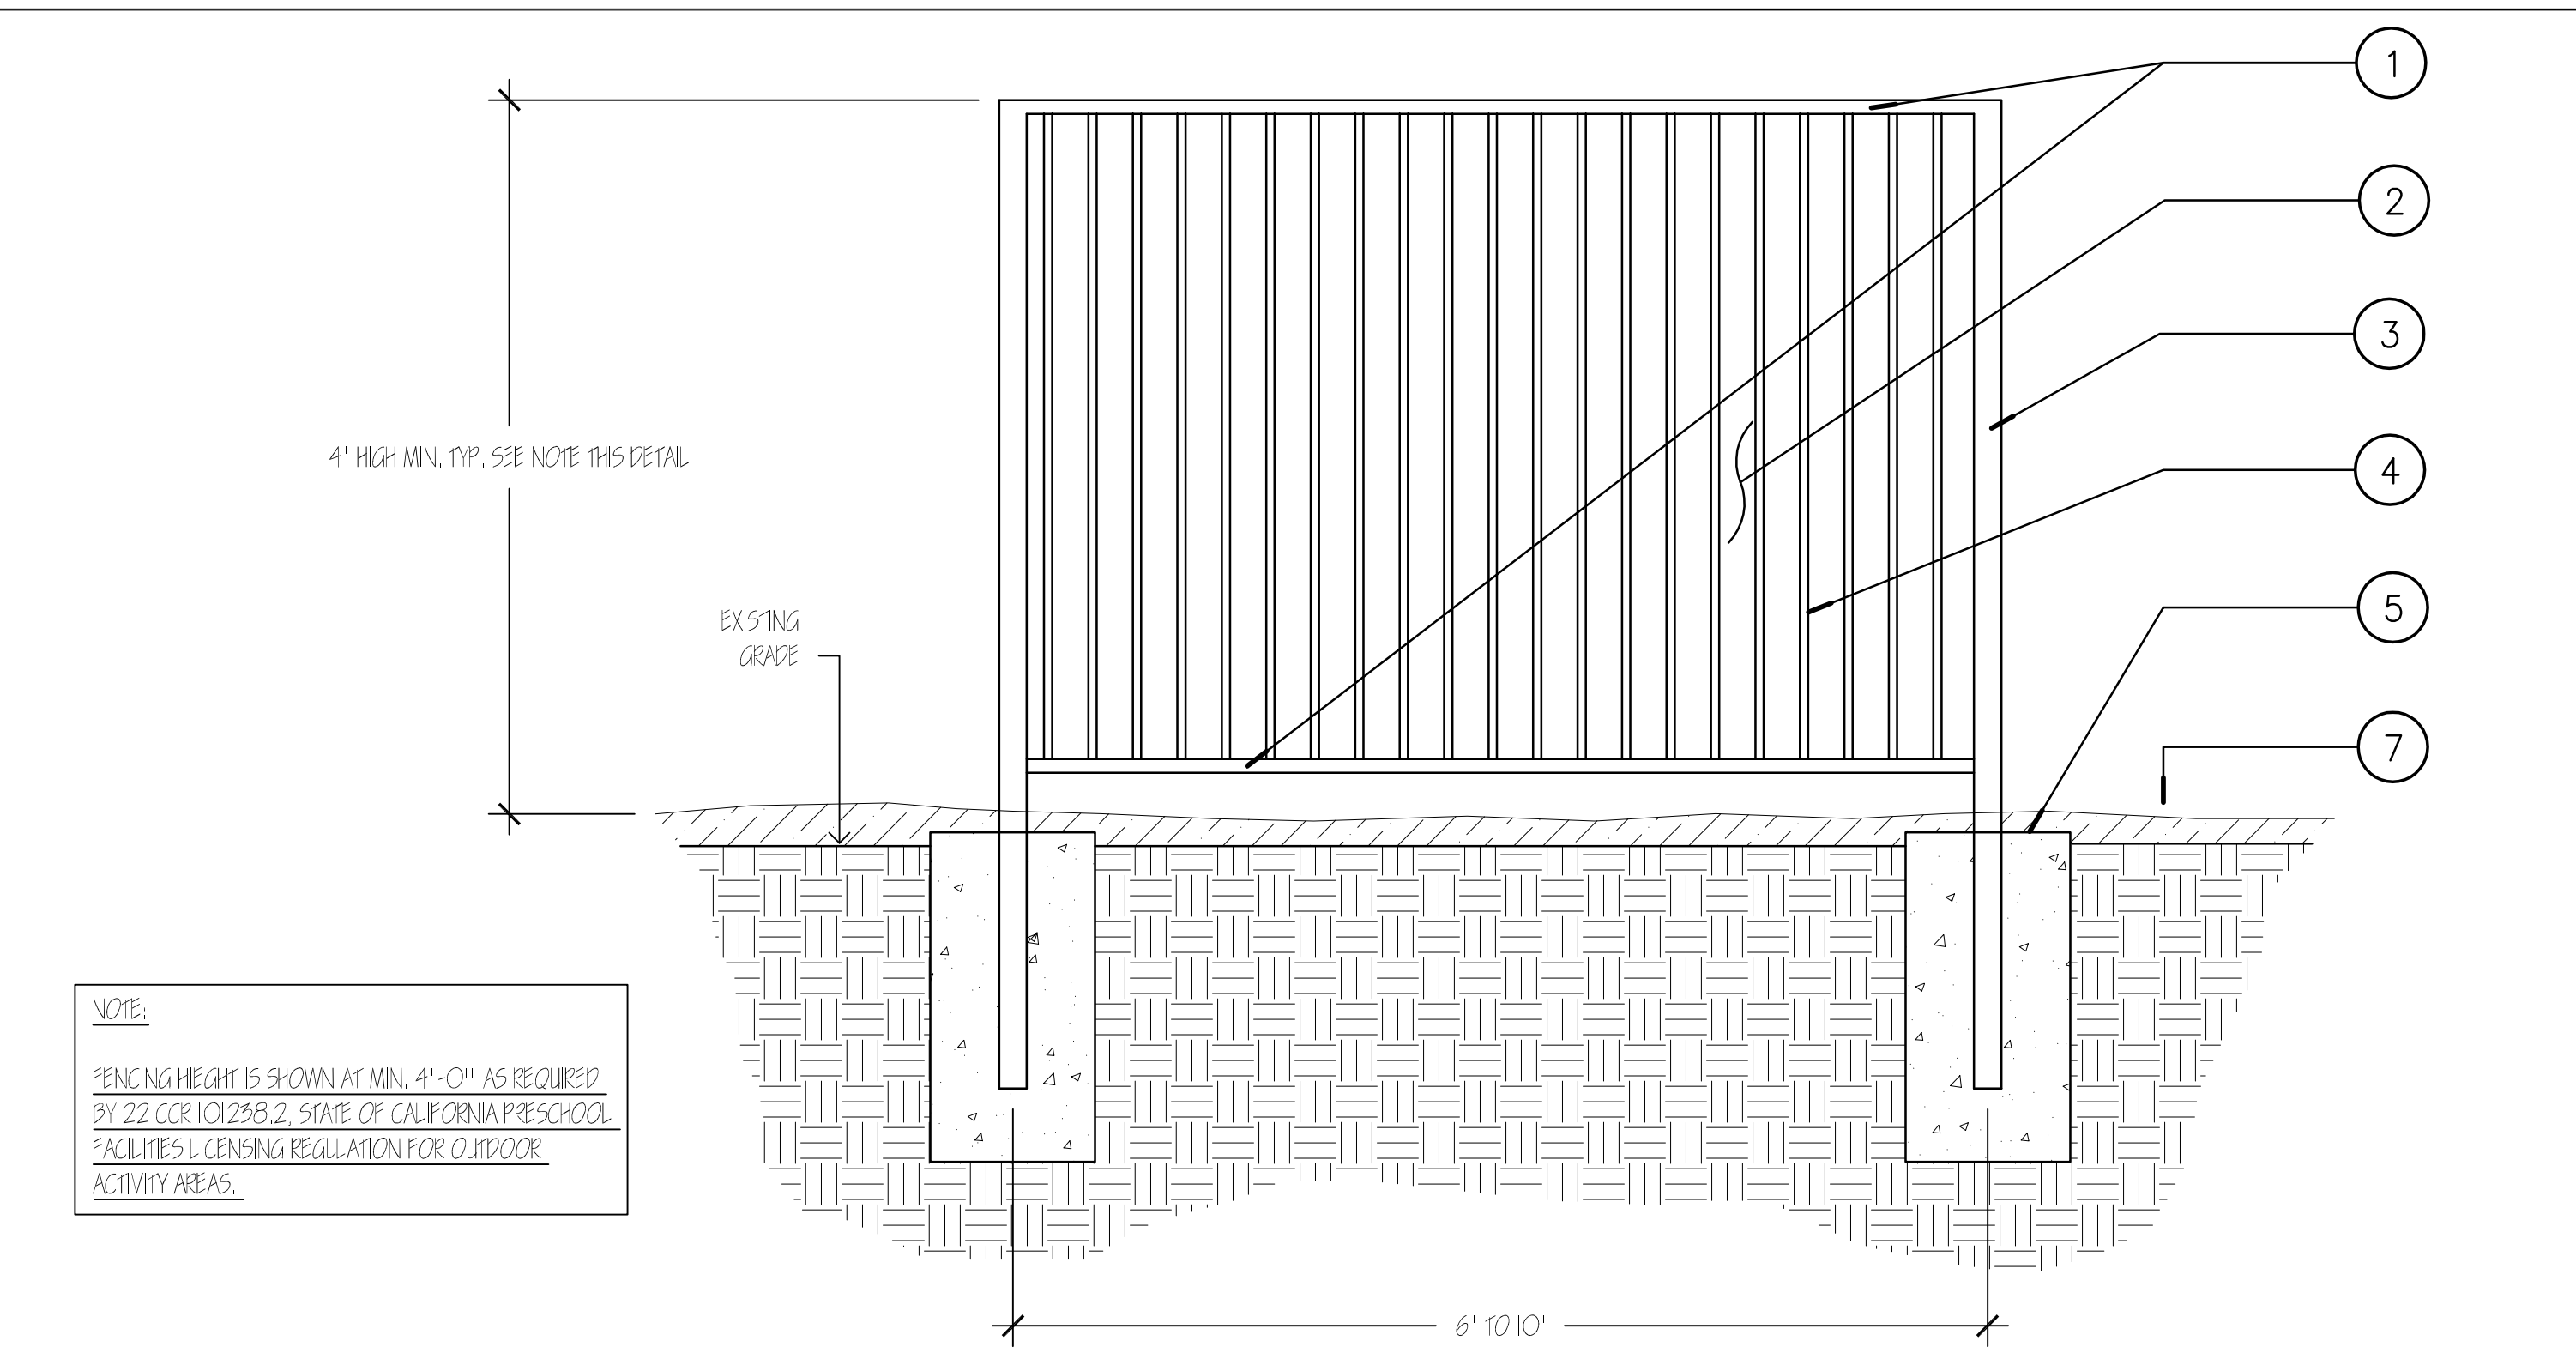 1
2
3
4' HIGH MIN. TYP. SEE NOTE THIS DETAIL
4
EXISTING
GRADE
5
7
NOTE:
FENCING HIEGHT IS SHOWN AT MIN. 4'-0" AS REQUIRED
BY 22 CCR 101238.2, STATE OF CALIFORNIA PRESCHOOL
FACILITIES LICENSING REGULATION FOR OUTDOOR
ACTIVITY AREAS.
6' TO 10'